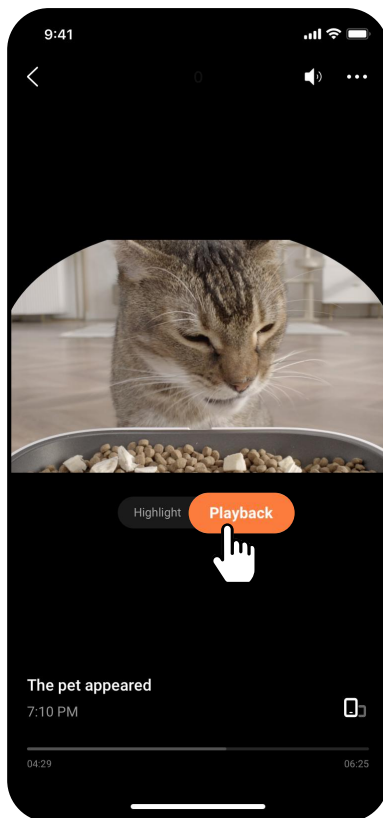 9:41
0
Highlight
Playback
The pet appeared
7:10 PM
04:29
06:25